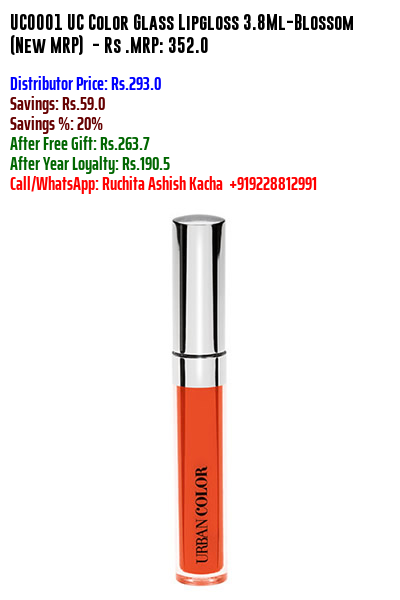 UC0001 UC Color Glass Lipgloss 3.8Ml-Blossom
(New MRP) - Rs .MRP: 352.0
Distributor Price: Rs.293.0
Savings: Rs.59.0
Savings %: 20%
After Free Gift: Rs.263.7
After Year Loyalty: Rs.190.5
Call/WhatsApp: Ruchita Ashish Kacha +919228812991
URBAN COLOR